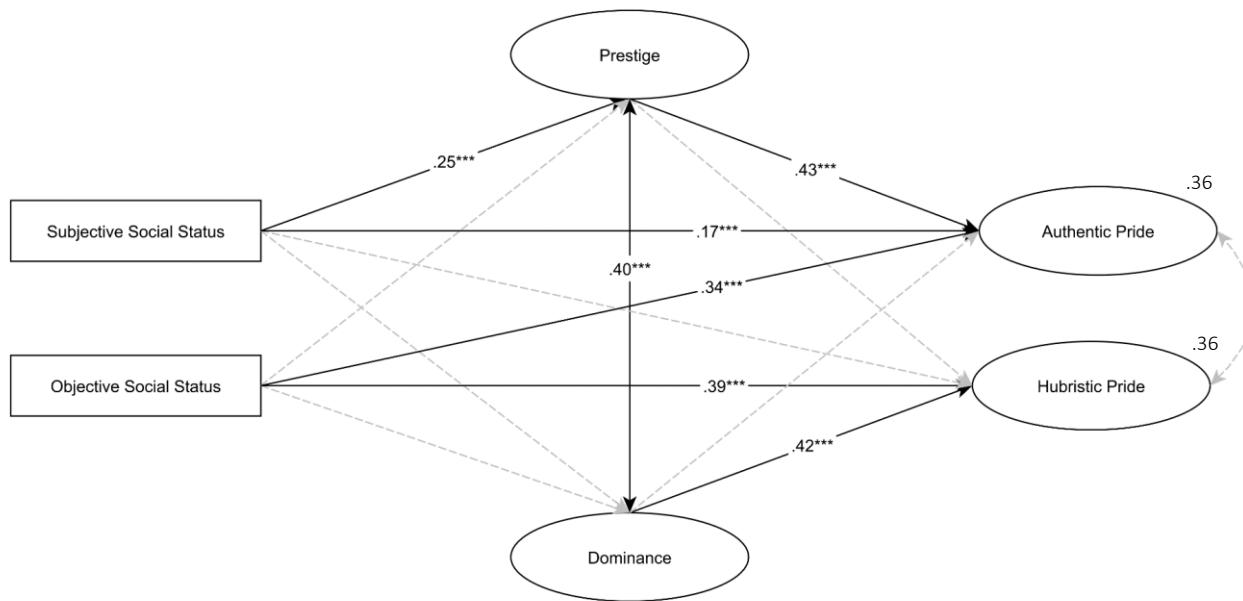 Prestige
.25***
.43***
.36
Subjective Social Status
.17***
Authentic Pride
.40***
.34***
.36
Objective Social Status
.39***
Hubristic Pride
.42***
Dominance